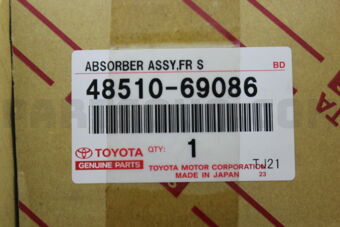 ABSORBER ASSY,FR S BD
48510-69086
TOYOTA QTY: 1
GENUINE PARTS TOYOTA MOTOR CORPORATION TJ21
MADE IN JAPAN 23